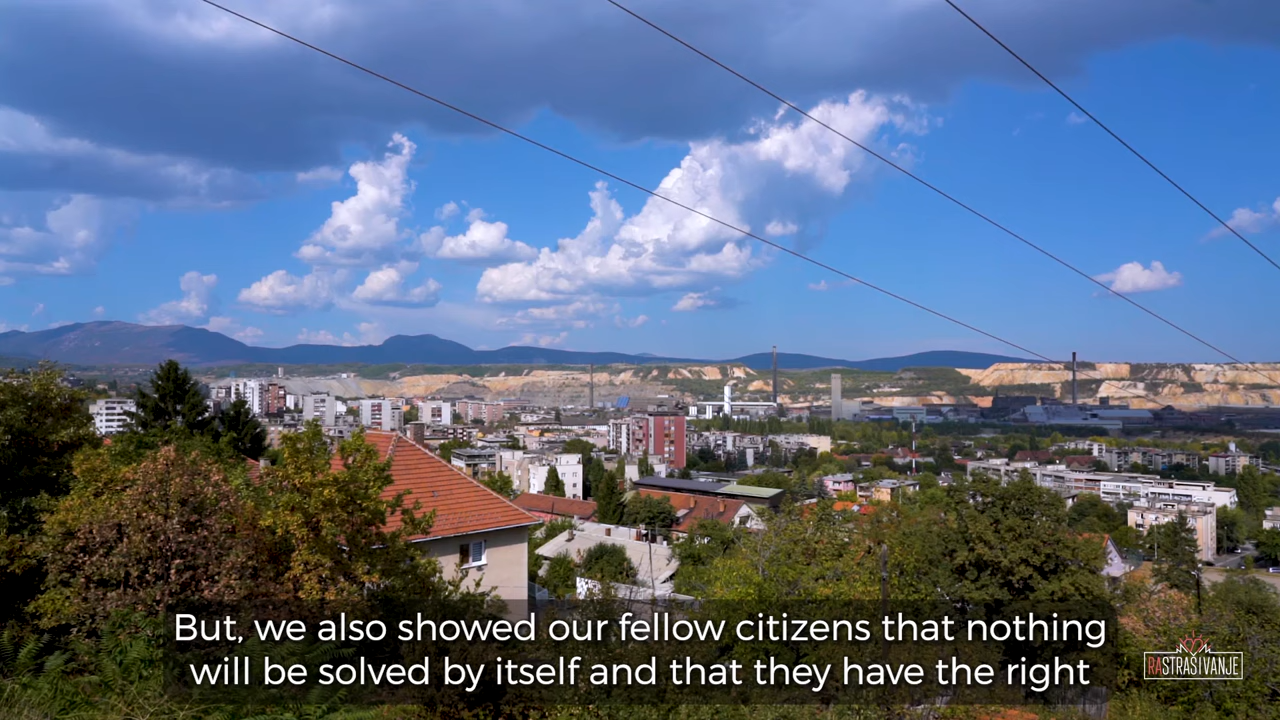 But, we also showed our fellow citizens that nothing
will be solved by itself and that they have the right
RASTRASIVANJE